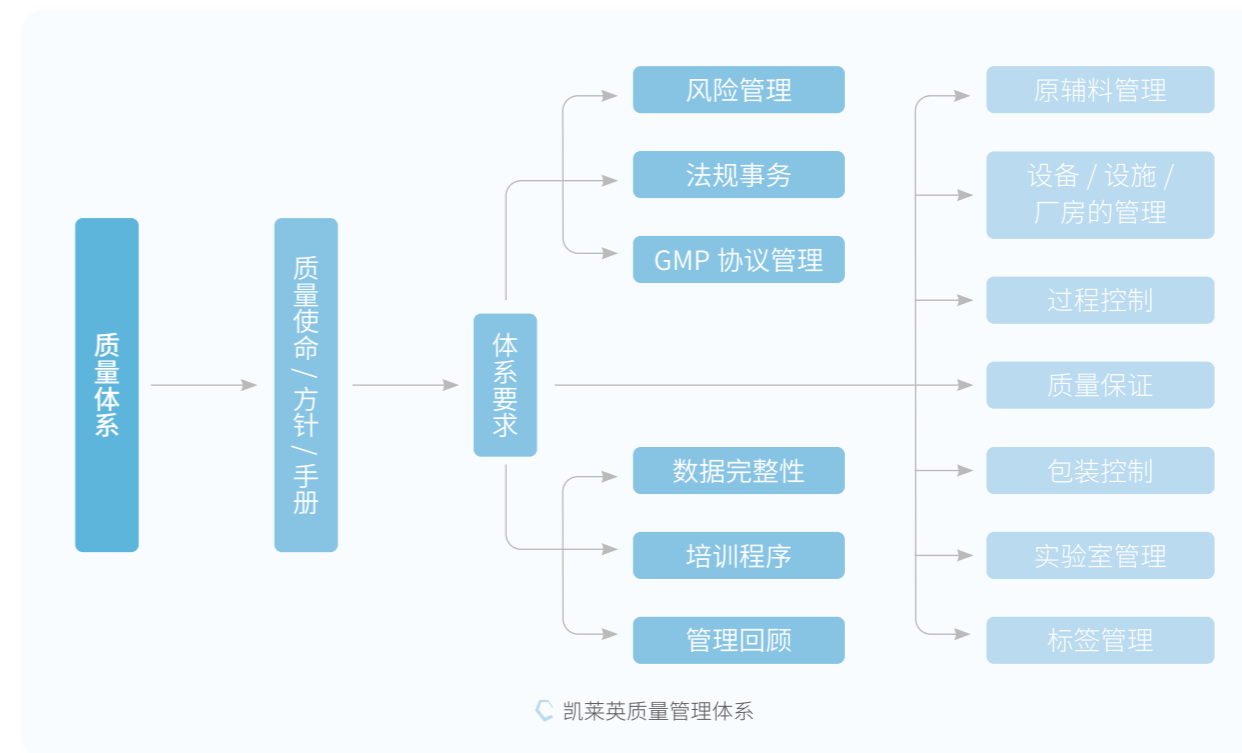 质量体系
质量使命/方针/手册
体系要求
风险管理
法规事务
GMP 协议管理
数据完整性
培训程序
管理回顾
原辅料管理
设备 / 设施 /
厂房的管理
过程控制
质量保证
包装控制
实验室管理
标签管理
凯莱英质量管理体系